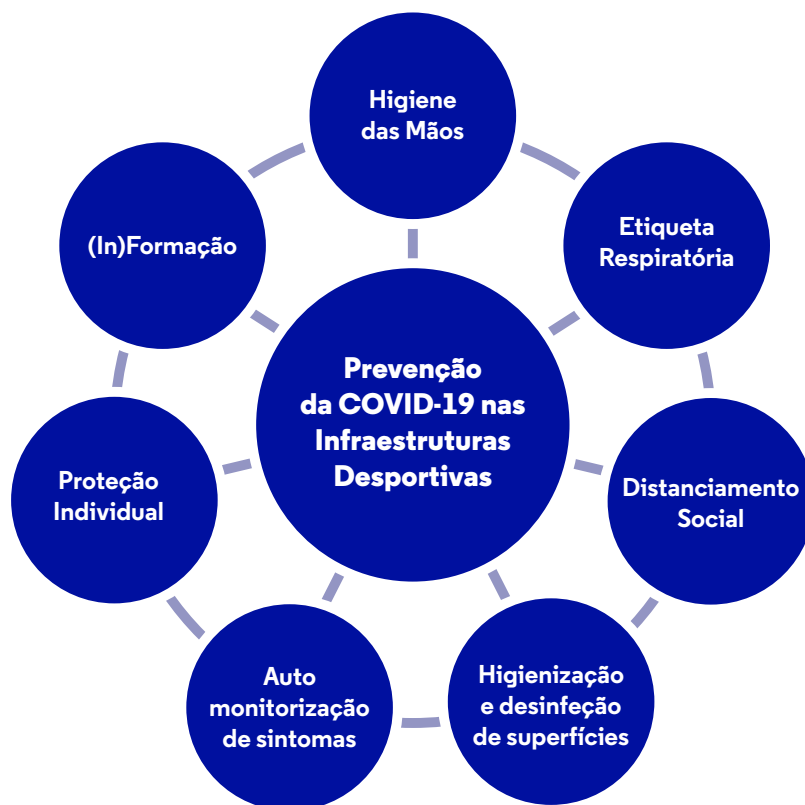 Higiene
das Mãos
Etiqueta
Respiratória
Distanciamento
Social
Higienização
e desinfeção
de superfícies
Auto
monitorização
de sintomas
Proteção
Individual
(In)Formação
Prevenção
da COVID-19 nas
Infraestruturas
Desportivas